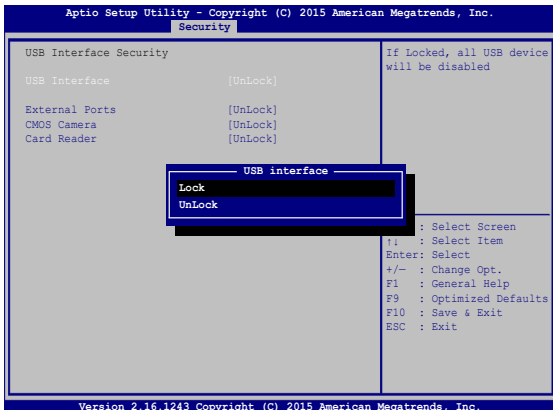 Aptio Setup Utility - Copyright (C) 2015 American Megatrends, Inc.
Security
USB Interface Security
USB Interface [UnLock]
External Ports [UnLock]
CMOS Camera [UnLock]
Card Reader [UnLock]
If Locked, all USB device
will be disabled
USB interface
Lock
UnLock
: Select Screen
↑↓ : Select Item
Enter: Select
+/— : Change Opt.
F1 : General Help
F9 : Optimized Defaults
F10 : Save & Exit
ESC : Exit
Version 2.16.1243 Copyright (C) 2015 American Megatrends, Inc.